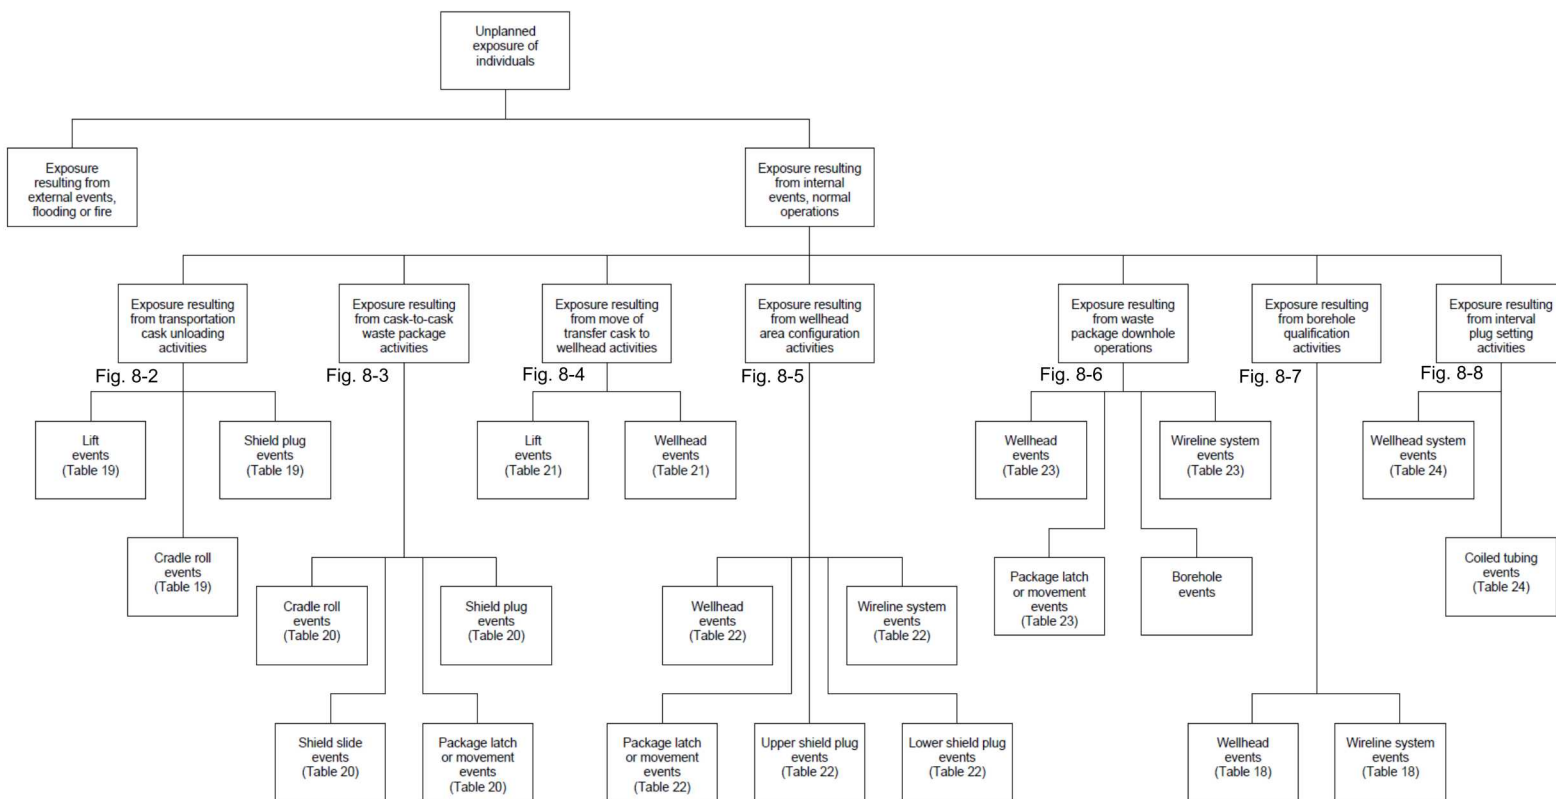 Unplanned
exposure of
individuals
Exposure
resulting from
external events,
flooding or fire
Exposure resulting
from internal
events, normal
operations
Exposure resulting
from transportation
cask unloading
activities
Exposure resulting
from cask-to-cask
waste package
activities
Exposure resulting
from move of
transfer cask to
wellhead activities
Exposure resulting
from wellhead
area configuration
activities
Exposure resulting
from waste
package downhole
operations
Exposure resulting
from borehole
qualification
activities
Exposure resulting
from interval
plug setting
activities
Fig. 8-2
Fig. 8-3
Fig. 8-4
Fig. 8-5
Fig. 8-6
Fig. 8-7
Fig. 8-8
Lift
events
(Table 19)
Shield plug
events
(Table 19)
Cradle roll
events
(Table 19)
Cradle roll
events
(Table 20)
Shield plug
events
(Table 20)
Shield slide
events
(Table 20)
Package latch
or movement
events
(Table 20)
Lift
events
(Table 21)
Wellhead
events
(Table 21)
Wellhead
events
(Table 22)
Wireline system
events
(Table 22)
Package latch
or movement
events
(Table 22)
Upper shield plug
events
(Table 22)
Lower shield plug
events
(Table 22)
Wellhead
events
(Table 23)
Wireline system
events
(Table 23)
Package latch
or movement
events
(Table 23)
Borehole
events
Wellhead
events
(Table 18)
Wireline system
events
(Table 18)
Wellhead system
events
(Table 24)
Coiled tubing
events
(Table 24)